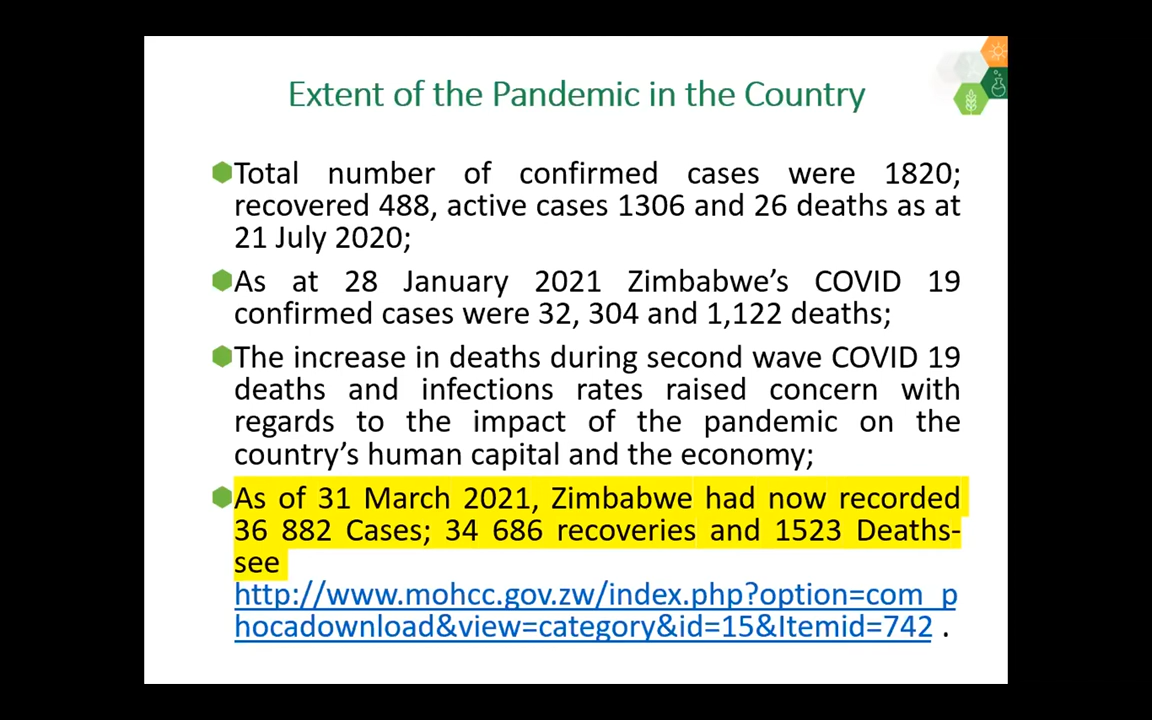 Extent of the Pandemic in the Country
Total number of confirmed cases were 1820;
recovered 488, active cases 1306 and 26 deaths as at
21 July 2020;
As at 28 January 2021 Zimbabwe’s COVID 19
confirmed cases were 32, 304 and 1,122 deaths;
The increase in deaths during second wave COVID 19
deaths and infections rates raised concern with
regards to the impact of the pandemic on the
country’s human capital and the economy;
As of 31 March 2021, Zimbabwe had now recorded
36 882 Cases; 34 686 recoveries and 1523 Deaths-
see
http://www.mohcc.gov.zw/index.php?option=com_p
hocadownload&view=category&id=15&Itemid=742 .